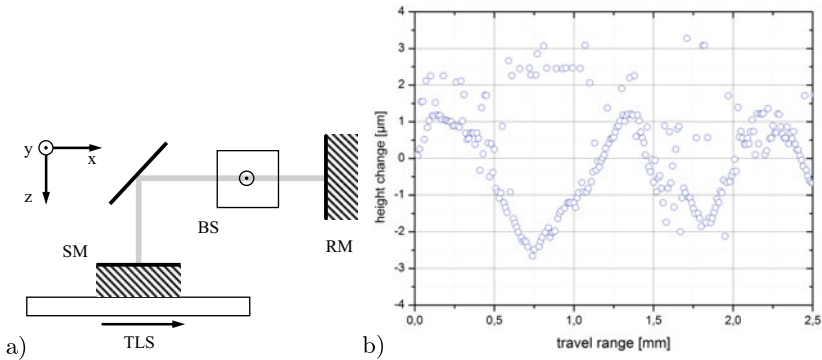 y
x
z
BS
SM
RM
TLS
a)
b)
height change [µm]
4
3
2
1
0
-1
-2
-3
-4
0,0
0,5
1,0
1,5
2,0
2,5
travel range [mm]